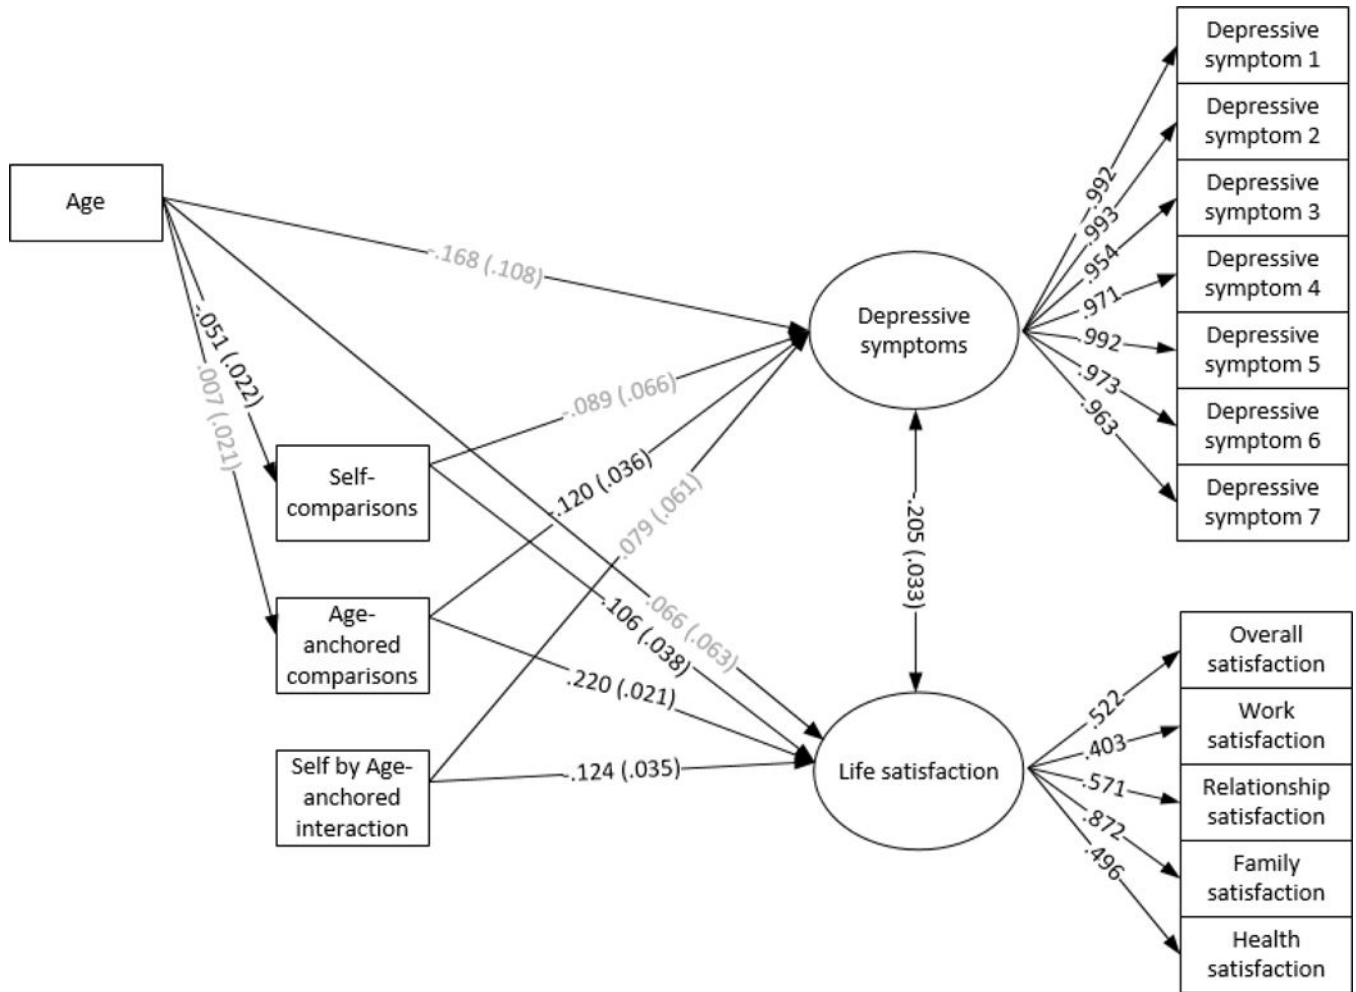 Age
Self-
comparisons
Age-
anchored
comparisons
Self by Age-
anchored
interaction
-.168 (.108)
-.051 (.022)
.007 (.021)
-.089 (.066)
-.120 (.036)
.079 (.061)
.066 (.063)
.106 (.038)
.220 (.021)
-.124 (.035)
Depressive
symptoms
-.205 (.033)
Life satisfaction
.992
.993
.954
.971
.992
.973
.963
Depressive
symptom 1
Depressive
symptom 2
Depressive
symptom 3
Depressive
symptom 4
Depressive
symptom 5
Depressive
symptom 6
Depressive
symptom 7
.522
.403
.571
.872
.496
Overall
satisfaction
Work
satisfaction
Relationship
satisfaction
Family
satisfaction
Health
satisfaction